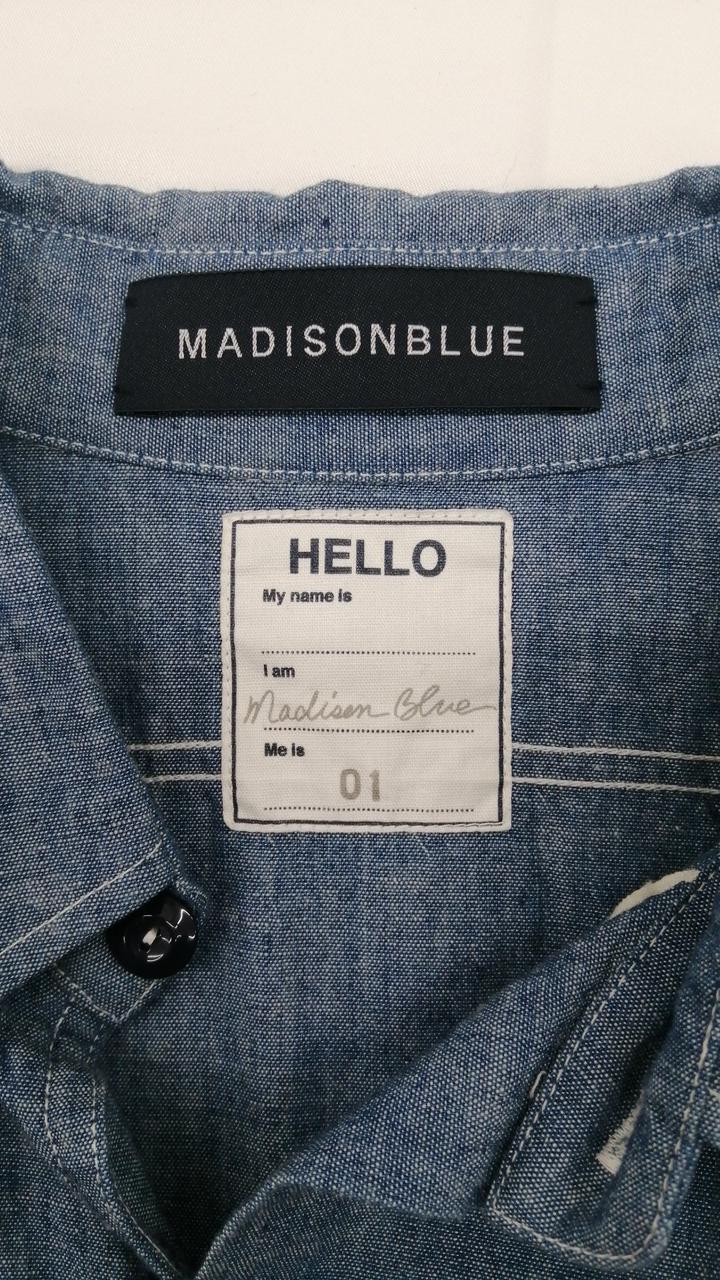 MADISONBLUE
HELLO
My name is
I am
Madison Blue
Me is
01